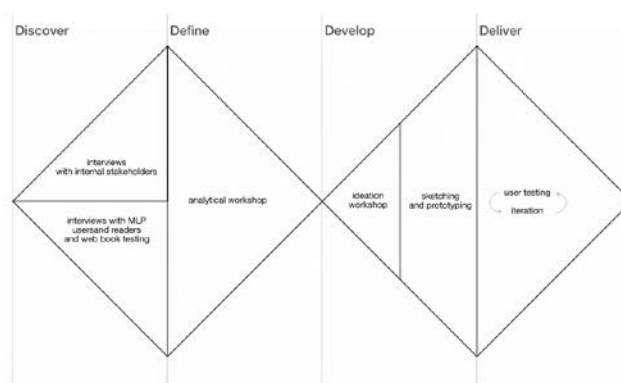 Discover
Define
Develop
Deliver
interviews
with internal stakeholders
interviews with MLP
usersand readers
and web book testing
analytical workshop
ideation
workshop
sketching
and prototyping
user testing
iteration